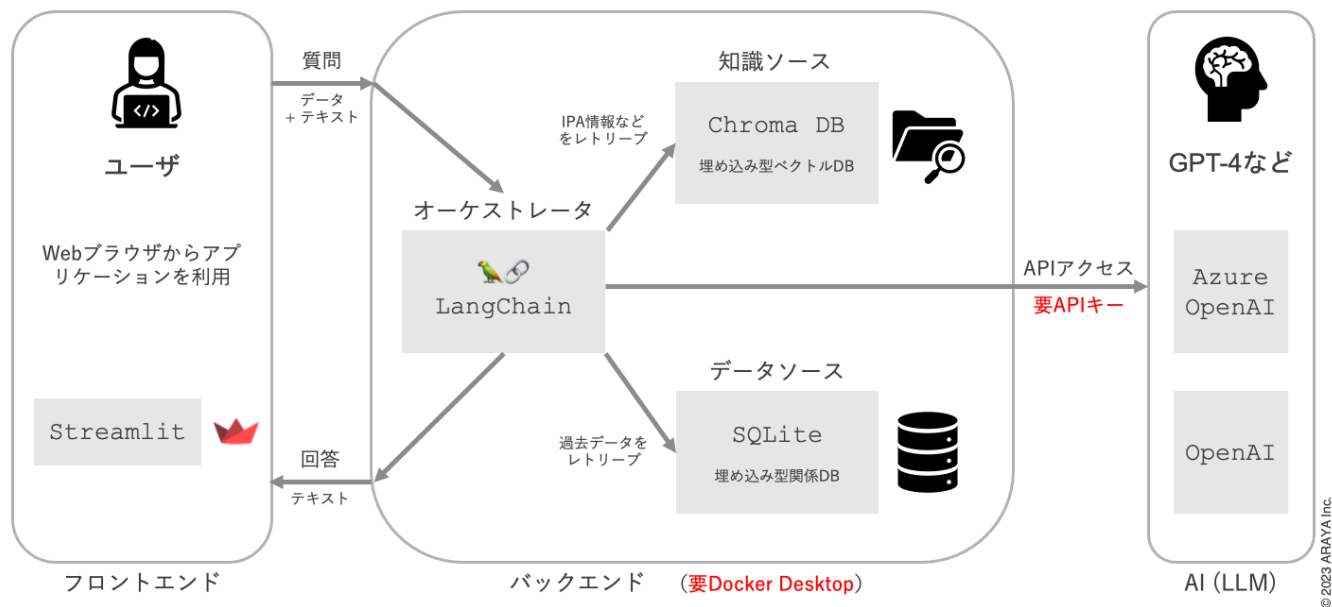 ユーザ
Webブラウザからアプ
リケーションを利用
Streamlit
フロントエンド
質問
データ
+ テキスト
回答
テキスト
オーケストレータ
LangChain
IPA情報など
をレトリーブ
知識ソース
Chroma DB
埋め込み型ベクトルDB
過去データを
レトリーブ
データソース
SQLite
埋め込み型関係DB
バックエンド (要Docker Desktop)
APIアクセス
要APIキー
GPT-4など
Azure
OpenAI
OpenAI
AI (LLM)
© 2023 ARAYA Inc.